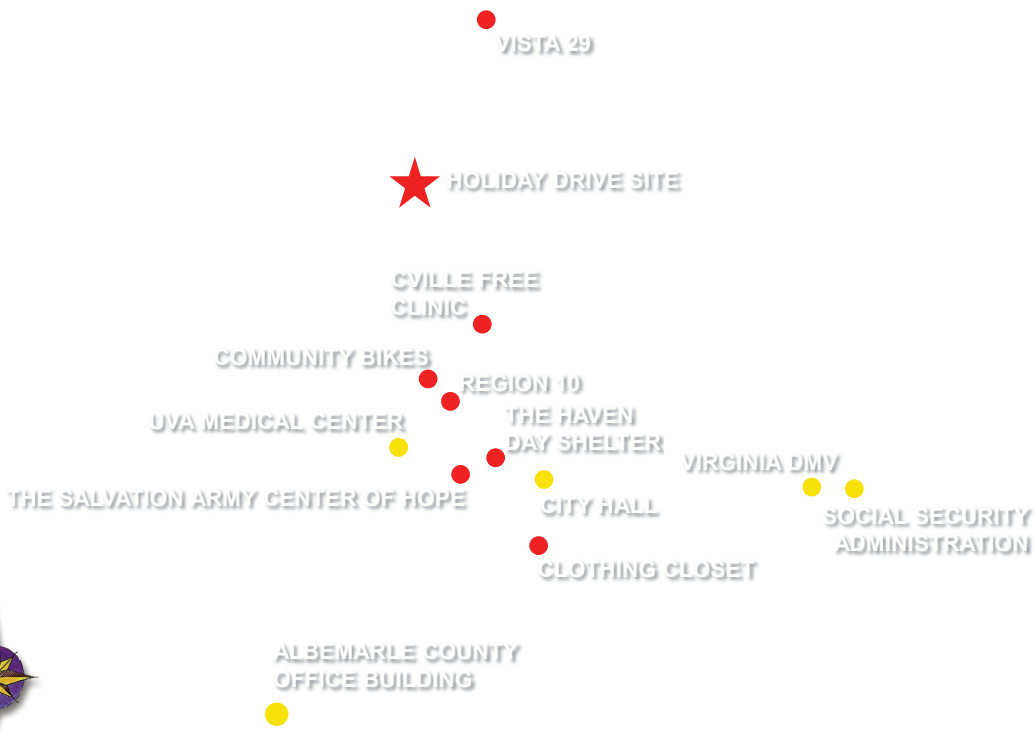 VISTA 29
HOLIDAY DRIVE SITE
CVILLE FREE
CLINIC
COMMUNITY BIKES
REGION 10
THE HAVEN
DAY SHELTER
UVA MEDICAL CENTER
VIRGINIA DMV
THE SALVATION ARMY CENTER OF HOPE
CITY HALL
SOCIAL SECURITY
ADMINISTRATION
CLOTHING CLOSET
ALBEMARLE COUNTY
OFFICE BUILDING